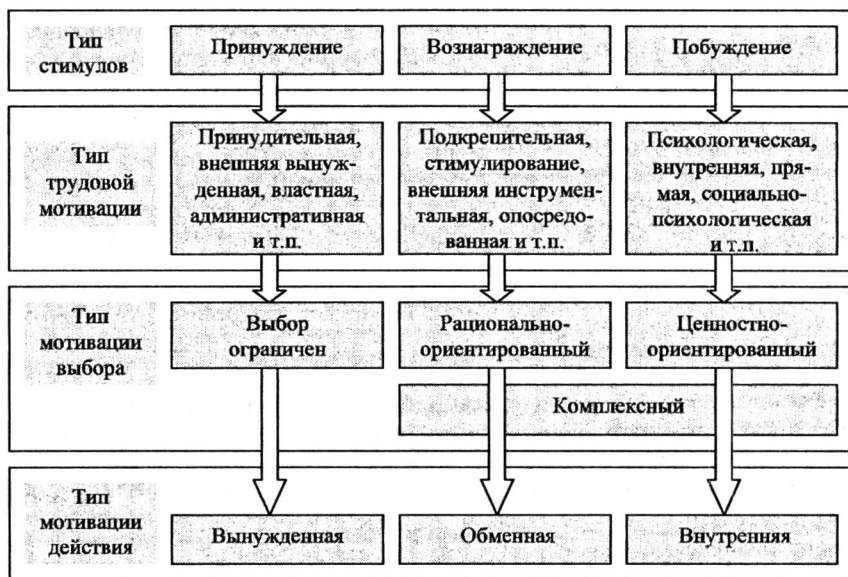 Тип
стимулов
Принуждение
Вознаграждение
Побуждение
Тип
трудовой
мотивации
Принудительная,
внешняя вынуж-
денная, властная,
административная
и т.п.
Подкрепительная,
стимулирование,
внешняя инструмен-
тальная, опосредо-
ванная и т.п.
Психологическая,
внутренняя, пря-
мая, социально-
психологическая
и т.п.
Тип
мотивации
выбора
Выбор
ограничен
Рационально-
ориентированный
Ценностно-
ориентированный
Комплексный
Тип
мотивации
действия
Вынужденная
Обменная
Внутренняя